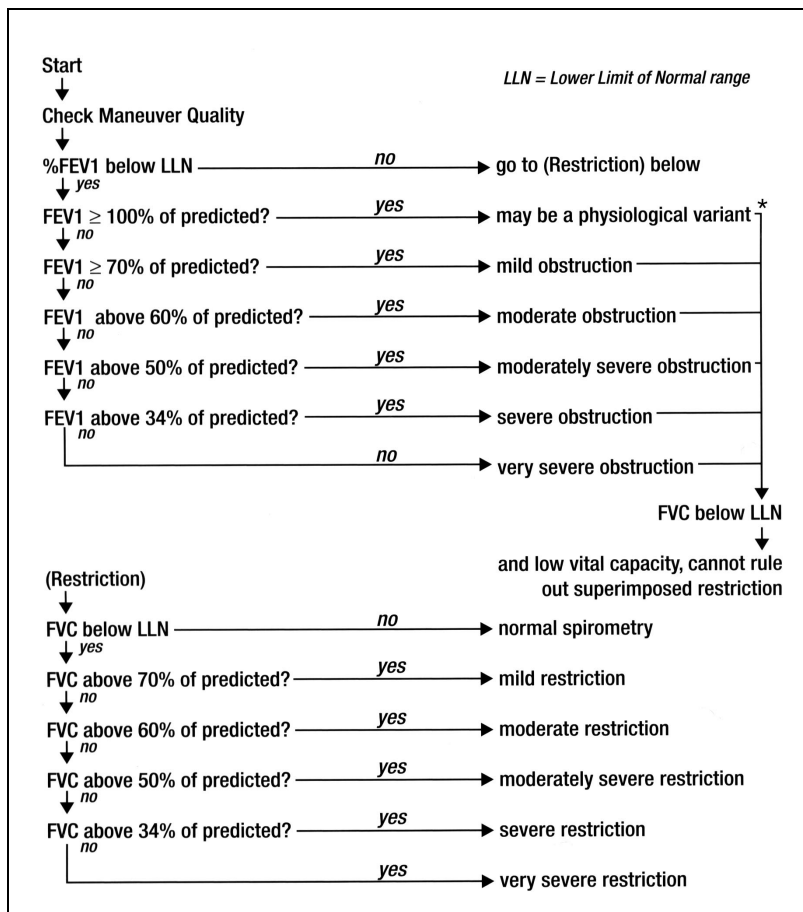 Start
LLN = Lower Limit of Normal range
Check Maneuver Quality
%FEV1 below LLN no go to (Restriction) below
yes
FEV1 ≥ 100% of predicted? yes may be a physiological variant *
no
FEV1 ≥ 70% of predicted? yes mild obstruction
no
FEV1 above 60% of predicted? yes moderate obstruction
no
FEV1 above 50% of predicted? yes moderately severe obstruction
no
FEV1 above 34% of predicted? yes severe obstruction
no
no very severe obstruction
FVC below LLN
and low vital capacity, cannot rule
out superimposed restriction
(Restriction)
FVC below LLN no normal spirometry
yes
FVC above 70% of predicted? yes mild restriction
no
FVC above 60% of predicted? yes moderate restriction
no
FVC above 50% of predicted? yes moderately severe restriction
no
FVC above 34% of predicted? yes severe restriction
no
yes very severe restriction